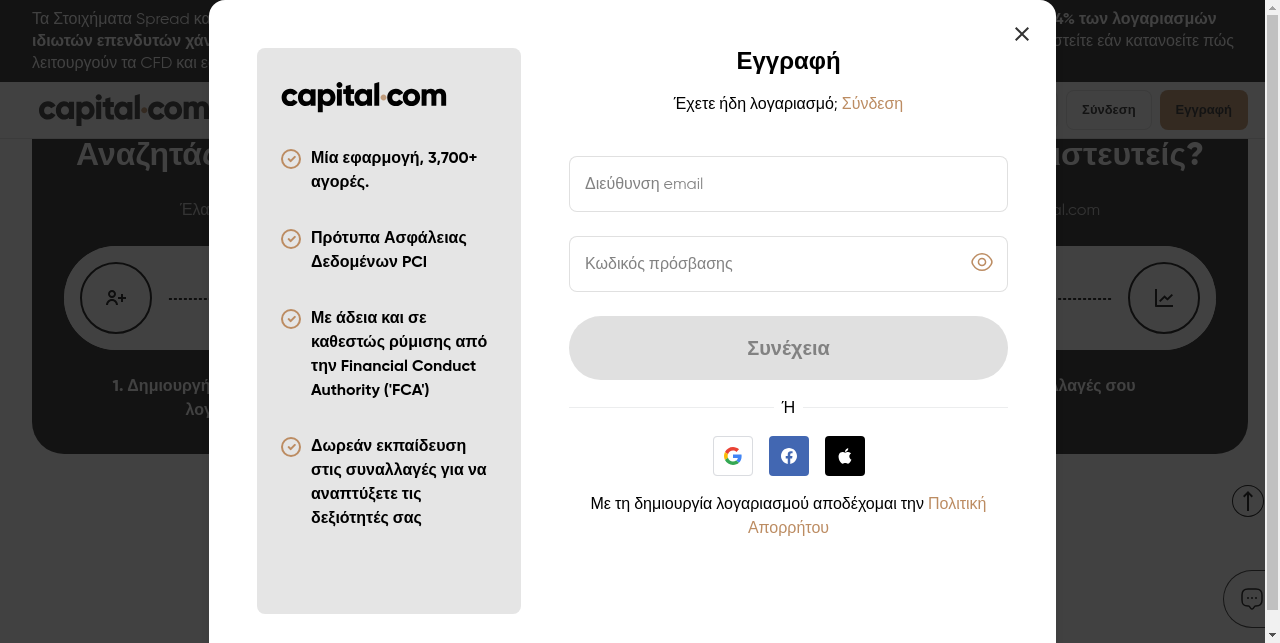 Τα Στοιχήματα Spread κα
4% των λογαριασμών
ιδιωτών επενδυτών χάν
στείτε εάν κατανοείτε πώς
λειτουργούν τα CFD και ε
capital.com
Σύνδεση
Εγγραφή
Αναζητάς
ιστευτείς?
Έλα
al.com
1. Δημιουργή
λογ
λλαγές σου
capital.com
Μία εφαρμογή, 3,700+
αγορές.
Πρότυπα Ασφάλειας
Δεδομένων PCI
Με άδεια και σε
καθεστώς ρύμισης από
την Financial Conduct
Authority ('FCA')
Δωρεάν εκπαίδευση
στις συναλλαγές για να
αναπτύξετε τις
δεξιότητές σας
Εγγραφή
Έχετε ήδη λογαριασμό; Σύνδεση
Διεύθυνση email
Κωδικός πρόσβασης
Συνέχεια
Ή
Με τη δημιουργία λογαριασμού αποδέχομαι την Πολιτική
Απορρήτου